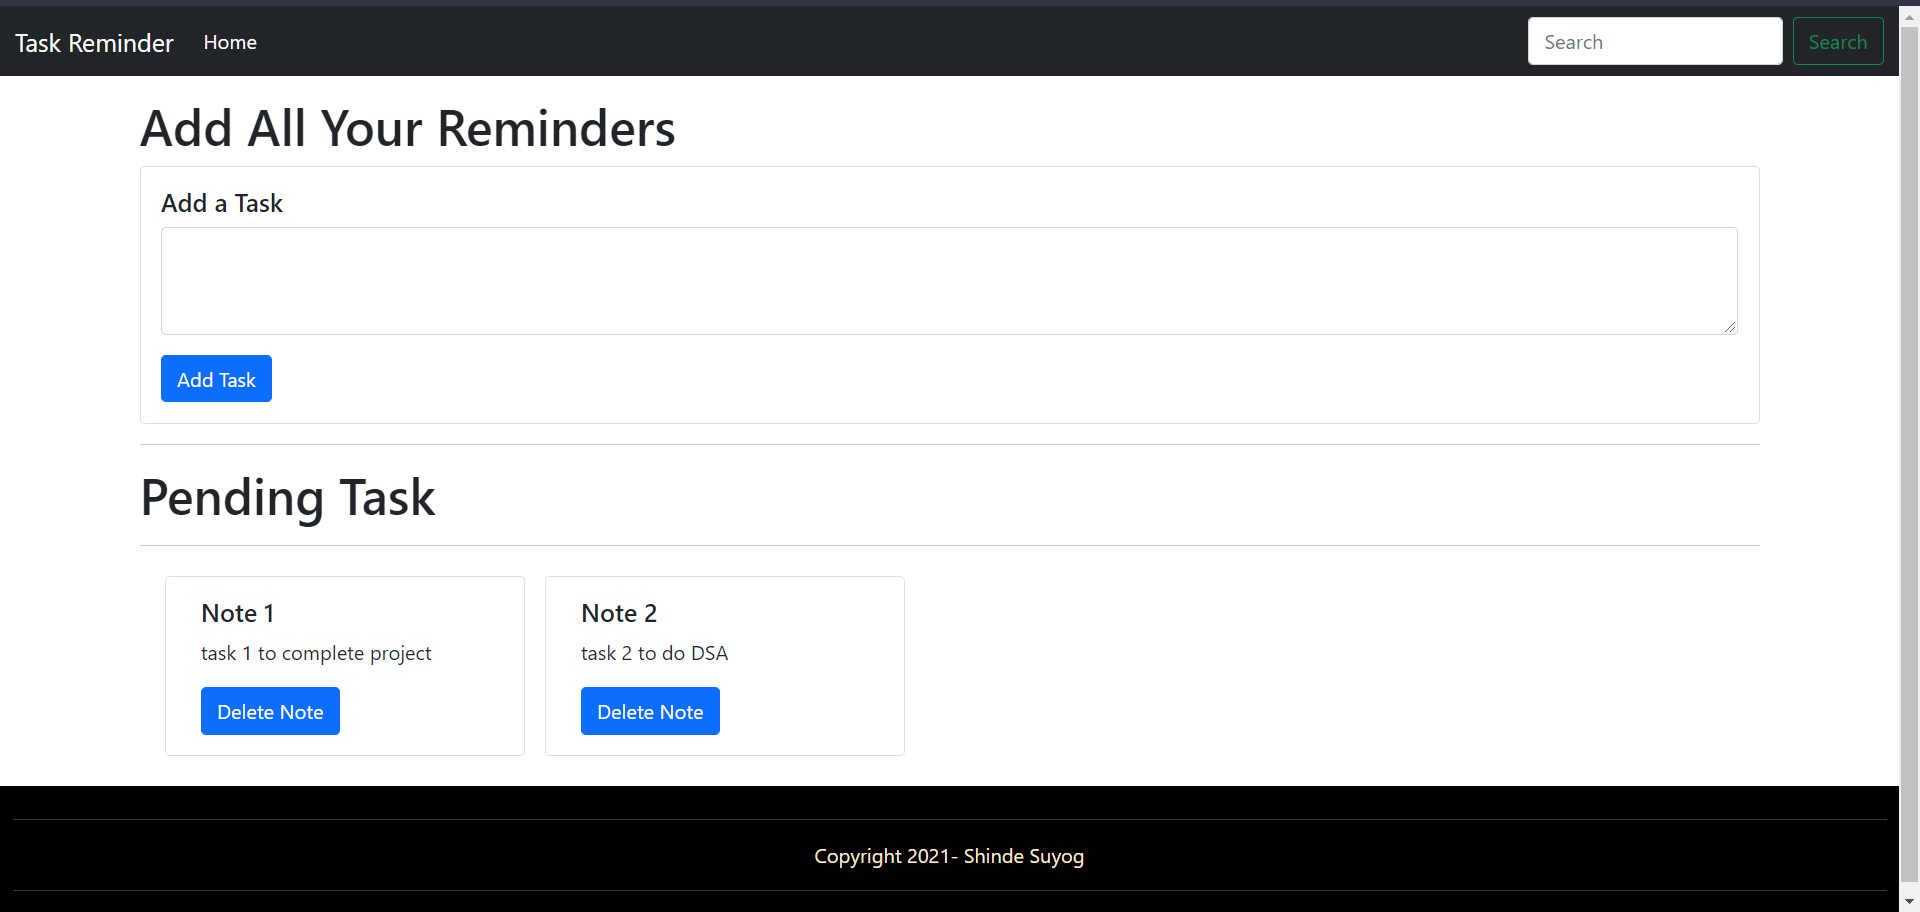 Task Reminder Home Search Search
Add All Your Reminders
Add a Task
Add Task
Pending Task
Note 1
task 1 to complete project
Delete Note
Note 2
task 2 to do DSA
Delete Note
Copyright 2021- Shinde Suyog